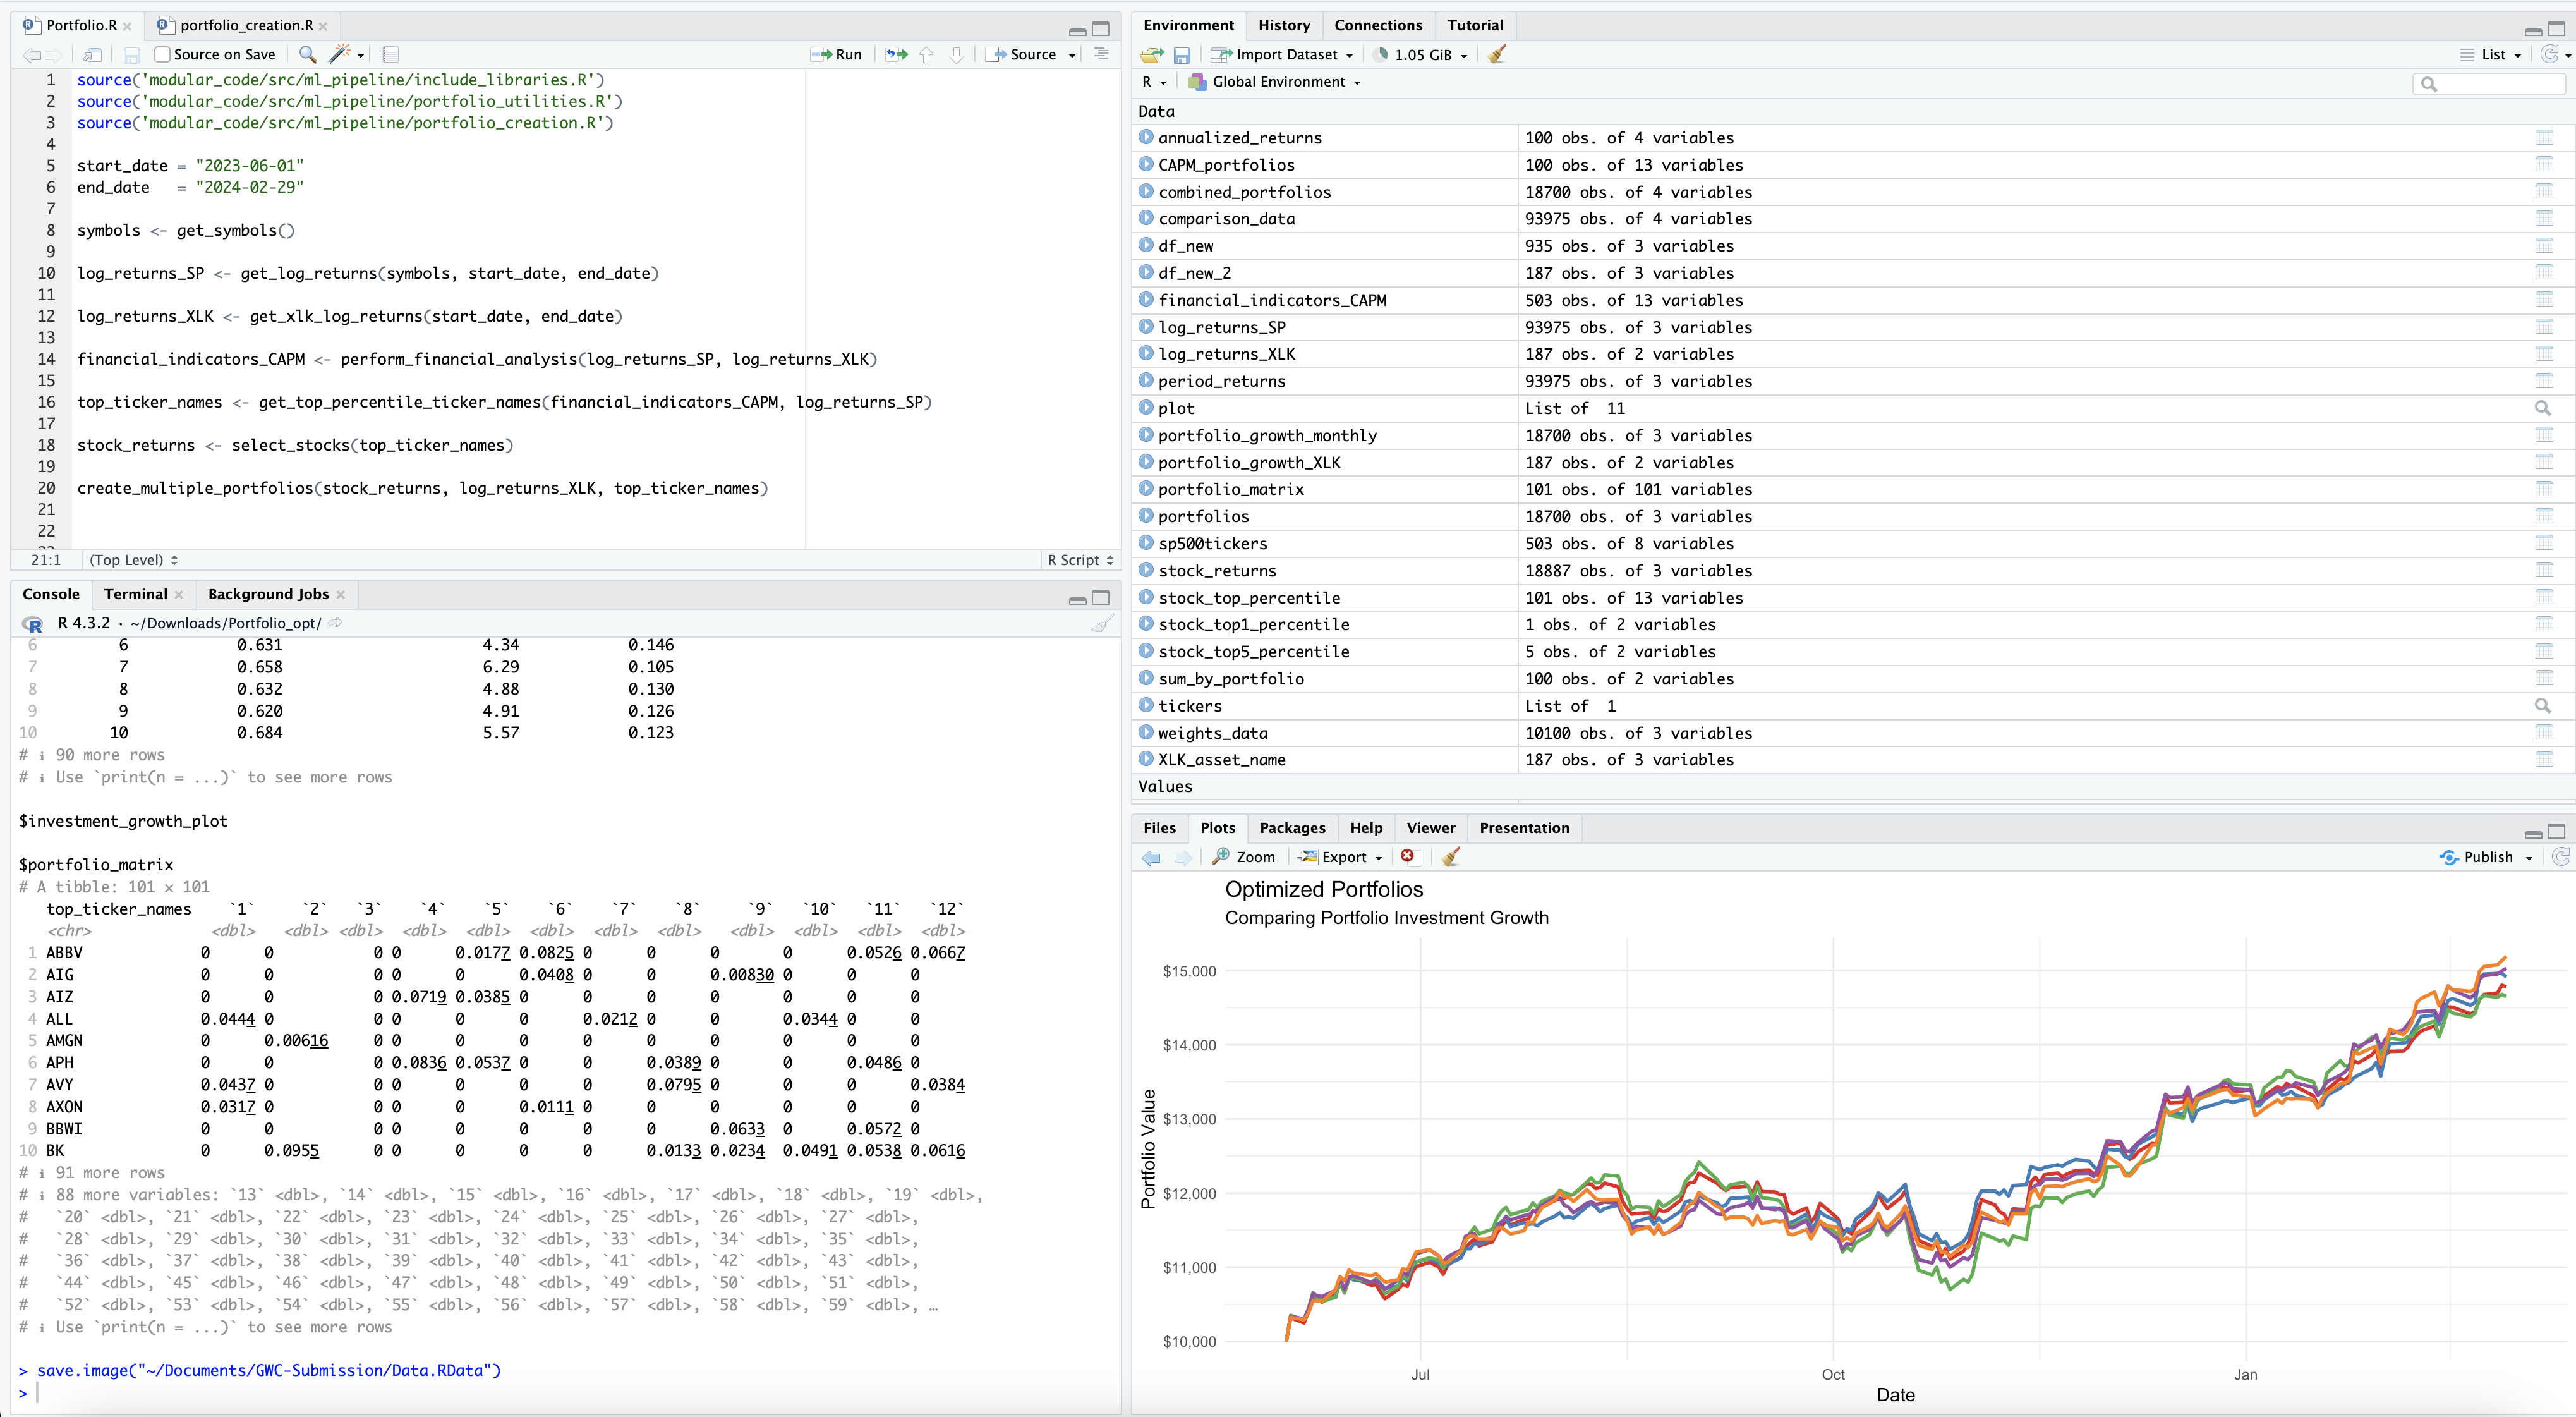 Portfolio.R
portfolio_creation.R
Source on Save
Run
Source
1 source('modular_code/src/ml_pipeline/include_libraries.R')
2 source('modular_code/src/ml_pipeline/portfolio_utilities.R')
3 source('modular_code/src/ml_pipeline/portfolio_creation.R')
4
5 start_date = "2023-06-01"
6 end_date   = "2024-02-29"
7
8 symbols <- get_symbols()
9
10 log_returns_SP <- get_log_returns(symbols, start_date, end_date)
11
12 log_returns_XLK <- get_xlk_log_returns(start_date, end_date)
13
14 financial_indicators_CAPM <- perform_financial_analysis(log_returns_SP, log_returns_XLK)
15
16 top_ticker_names <- get_top_percentile_ticker_names(financial_indicators_CAPM, log_returns_SP)
17
18 stock_returns <- select_stocks(top_ticker_names)
19
20 create_multiple_portfolios(stock_returns, log_returns_XLK, top_ticker_names)
21
22
21:1 (Top Level) R Script
Console Terminal Background Jobs
R 4.3.2 · ~/Downloads/Portfolio_opt/
6 6 0.631 4.34 0.146
7 7 0.658 6.29 0.105
8 8 0.632 4.88 0.130
9 9 0.620 4.91 0.126
10 10 0.684 5.57 0.123
# ℹ 90 more rows
# ℹ Use `print(n = ...)` to see more rows
$investment_growth_plot
$portfolio_matrix
# A tibble: 101 × 101
top_ticker_names `1` `2` `3` `4` `5` `6` `7` `8` `9` `10` `11` `12`
<chr> <dbl> <dbl> <dbl> <dbl> <dbl> <dbl> <dbl> <dbl> <dbl> <dbl> <dbl> <dbl>
1 ABBV 0 0 0 0 0.0177 0.0825 0 0 0 0 0.0526 0.0667
2 AIG 0 0 0 0 0 0.0408 0 0 0.00830 0 0 0
3 AIZ 0 0 0 0.0719 0.0385 0 0 0 0 0 0 0
4 ALL 0.0444 0 0 0 0 0 0.0212 0 0 0.0344 0 0
5 AMGN 0 0.00616 0 0 0 0 0 0 0 0 0 0
6 APH 0 0 0 0.0836 0.0537 0 0 0.0389 0 0 0.0486 0
7 AVY 0.0437 0 0 0 0 0 0 0.0795 0 0 0 0.0384
8 AXON 0.0317 0 0 0 0 0.0111 0 0 0 0 0 0
9 BBWI 0 0 0 0 0 0 0 0 0.0633 0 0.0572 0
10 BK 0 0.0955 0 0 0 0 0 0.0133 0.0234 0.0491 0.0538 0.0616
# ℹ 91 more rows
# ℹ 88 more variables: `13` <dbl>, `14` <dbl>, `15` <dbl>, `16` <dbl>, `17` <dbl>, `18` <dbl>, `19` <dbl>,
# `20` <dbl>, `21` <dbl>, `22` <dbl>, `23` <dbl>, `24` <dbl>, `25` <dbl>, `26` <dbl>, `27` <dbl>,
# `28` <dbl>, `29` <dbl>, `30` <dbl>, `31` <dbl>, `32` <dbl>, `33` <dbl>, `34` <dbl>, `35` <dbl>,
# `36` <dbl>, `37` <dbl>, `38` <dbl>, `39` <dbl>, `40` <dbl>, `41` <dbl>, `42` <dbl>, `43` <dbl>,
# `44` <dbl>, `45` <dbl>, `46` <dbl>, `47` <dbl>, `48` <dbl>, `49` <dbl>, `50` <dbl>, `51` <dbl>,
# `52` <dbl>, `53` <dbl>, `54` <dbl>, `55` <dbl>, `56` <dbl>, `57` <dbl>, `58` <dbl>, `59` <dbl>, …
# ℹ Use `print(n = ...)` to see more rows
> save.image("~/Documents/GWC-Submission/Data.RData")
>
Environment History Connections Tutorial
Import Dataset 1.05 GiB List
R Global Environment
Data
annualized_returns 100 obs. of 4 variables
CAPM_portfolios 100 obs. of 13 variables
combined_portfolios 18700 obs. of 4 variables
comparison_data 93975 obs. of 4 variables
df_new 935 obs. of 3 variables
df_new_2 187 obs. of 3 variables
financial_indicators_CAPM 503 obs. of 13 variables
log_returns_SP 93975 obs. of 3 variables
log_returns_XLK 187 obs. of 2 variables
period_returns 93975 obs. of 3 variables
plot List of  11
portfolio_growth_monthly 18700 obs. of 3 variables
portfolio_growth_XLK 187 obs. of 2 variables
portfolio_matrix 101 obs. of 101 variables
portfolios 18700 obs. of 3 variables
sp500tickers 503 obs. of 8 variables
stock_returns 18887 obs. of 3 variables
stock_top_percentile 101 obs. of 13 variables
stock_top1_percentile 1 obs. of 2 variables
stock_top5_percentile 5 obs. of 2 variables
sum_by_portfolio 100 obs. of 2 variables
tickers List of  1
weights_data 10100 obs. of 3 variables
XLK_asset_name 187 obs. of 3 variables
Values
Files Plots Packages Help Viewer Presentation
Zoom Export Publish
Optimized Portfolios
Comparing Portfolio Investment Growth
Portfolio Value
$15,000
$14,000
$13,000
$12,000
$11,000
$10,000
Jul Oct Jan
Date